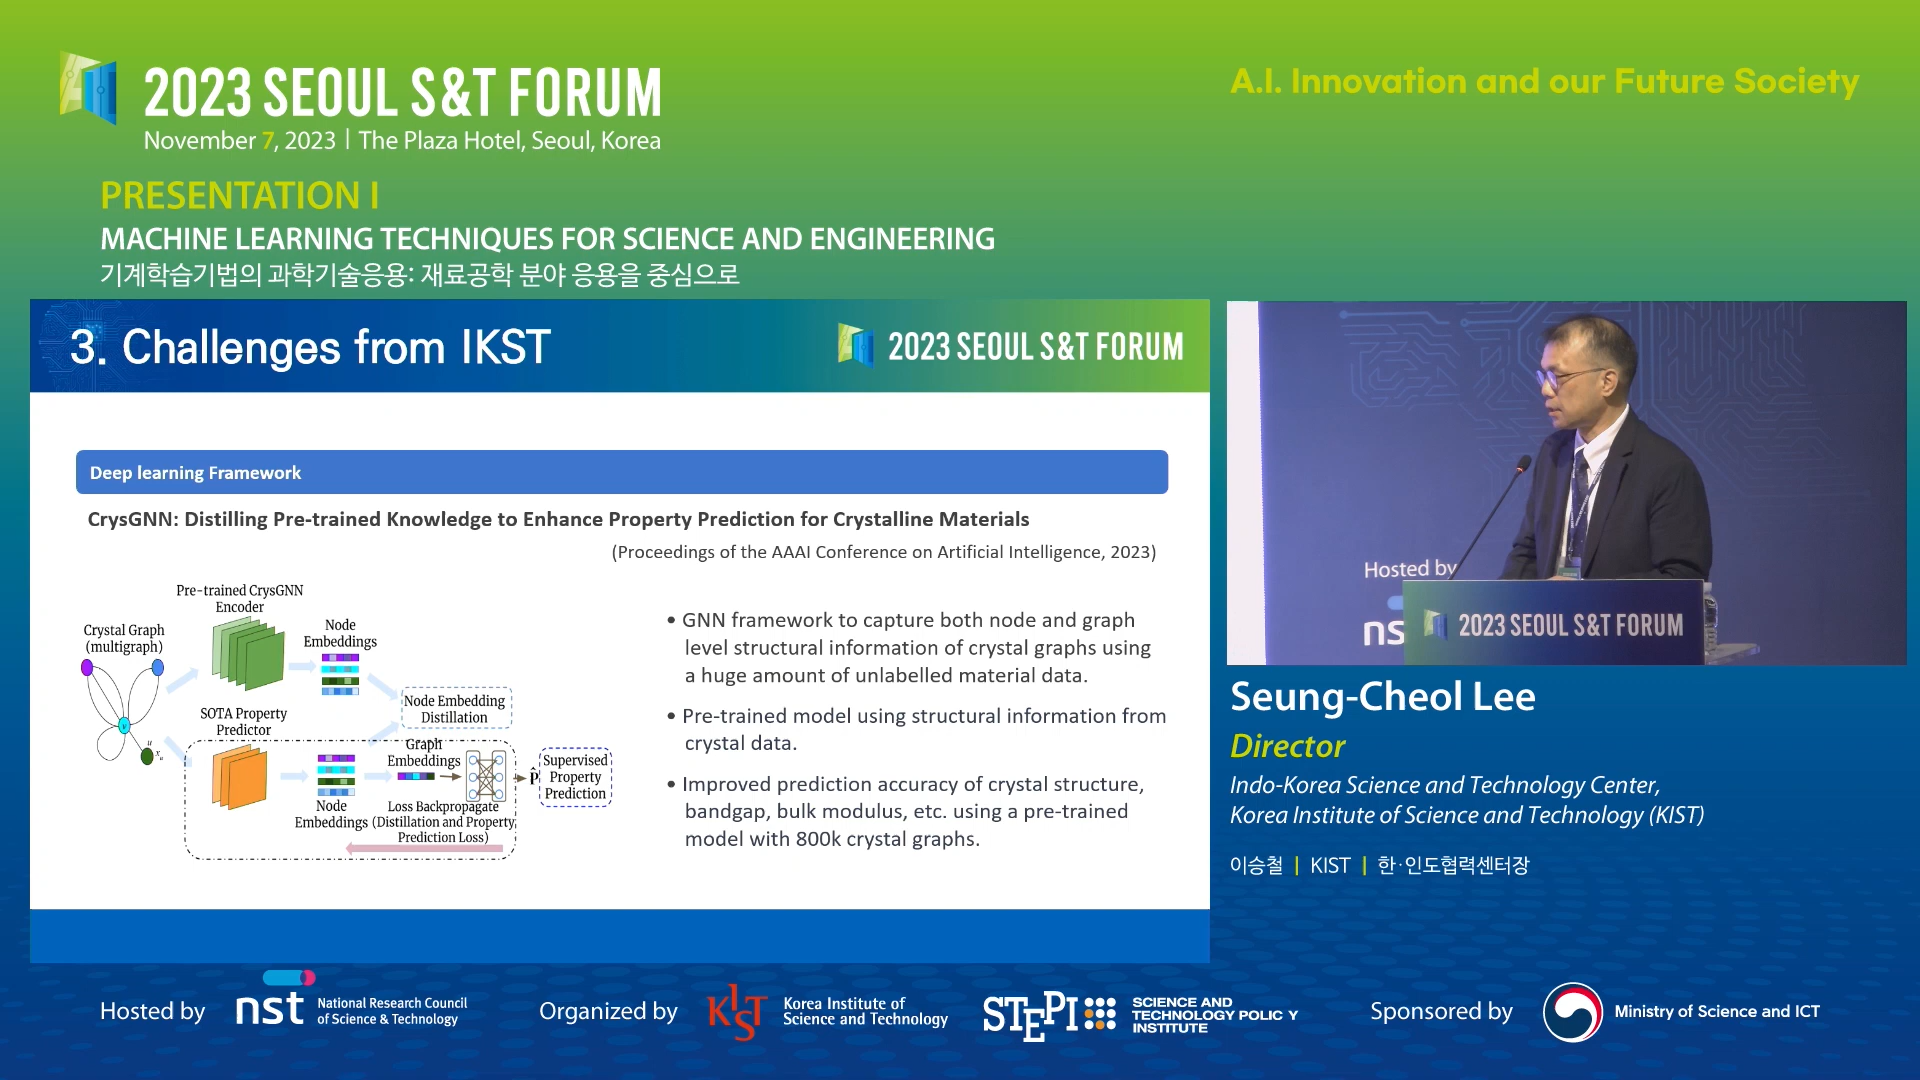 2023 SEOUL S&T FORUM
November 7, 2023 | The Plaza Hotel, Seoul, Korea
A.I. Innovation and our Future Society
PRESENTATION I
MACHINE LEARNING TECHNIQUES FOR SCIENCE AND ENGINEERING
기계학습기법의 과학기술응용: 재료공학 분야 응용을 중심으로
3. Challenges from IKST
2023 SEOUL S&T FORUM
Deep learning Framework
CrysGNN: Distilling Pre-trained Knowledge to Enhance Property Prediction for Crystalline Materials
(Proceedings of the AAAI Conference on Artificial Intelligence, 2023)
Crystal Graph
(multigraph)
Pre-trained CrysGNN
Encoder
Node
Embeddings
Node Embedding
Distillation
SOTA Property
Predictor
Node
Embeddings
Graph
Embeddings
Loss Backpropagate
(Distillation and Property
Prediction Loss)
P̂
Supervised
Property
Prediction
• GNN framework to capture both node and graph
level structural information of crystal graphs using
a huge amount of unlabelled material data.
• Pre-trained model using structural information from
crystal data.
• Improved prediction accuracy of crystal structure,
bandgap, bulk modulus, etc. using a pre-trained
model with 800k crystal graphs.
Hosted by
ns
2023 SEOUL S&T FORUM
Seung-Cheol Lee
Director
Indo-Korea Science and Technology Center,
Korea Institute of Science and Technology (KIST)
이승철 | KIST | 한·인도협력센터장
Hosted by
nst
National Research Council
of Science & Technology
Organized by
KIST
Korea Institute of
Science and Technology
STEPI
SCIENCE AND
TECHNOLOGY POLIC Y
INSTITUTE
Sponsored by
Ministry of Science and ICT